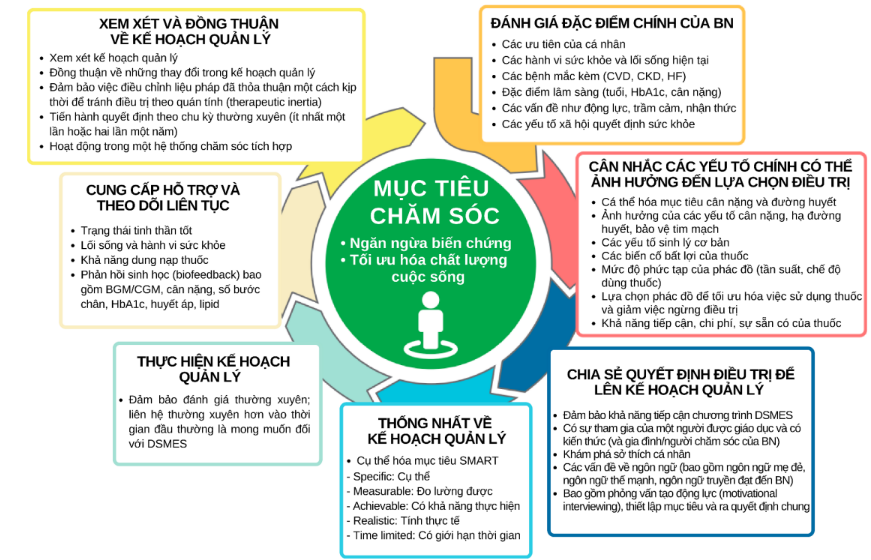 XEM XÉT VÀ ĐỒNG THUẬN
VỀ KẾ HOẠCH QUẢN LÝ
• Xem xét kế hoạch quản lý
• Đồng thuận về những thay đổi trong kế hoạch quản lý
• Đảm bảo việc điều chỉnh liệu pháp đã thỏa thuận một cách kịp
thời để tránh điều trị theo quán tính (therapeutic inertia)
• Tiến hành quyết định theo chu kỳ thường xuyên (ít nhất một
lần hoặc hai lần một năm)
• Hoạt động trong một hệ thống chăm sóc tích hợp
ĐÁNH GIÁ ĐẶC ĐIỂM CHÍNH CỦA BN
• Các ưu tiên của cá nhân
• Các hành vi sức khỏe và lối sống hiện tại
• Các bệnh mắc kèm (CVD, CKD, HF)
• Đặc điểm lâm sàng (tuổi, HbA1c, cân nặng)
• Các vấn đề như động lực, trầm cảm, nhận thức
• Các yếu tố xã hội quyết định sức khỏe
CÂN NHẮC CÁC YẾU TỐ CHÍNH CÓ THỂ
ẢNH HƯỞNG ĐẾN LỰA CHỌN ĐIỀU TRỊ
• Cá thể hóa mục tiêu cân nặng và đường huyết
• Ảnh hưởng của các yếu tố cân nặng, hạ đường
huyết, bảo vệ tim mạch
• Các yếu tố sinh lý cơ bản
• Các biến cố bất lợi của thuốc
• Mức độ phức tạp của phác đồ (tần suất, chế độ
dùng thuốc)
• Lựa chọn phác đồ để tối ưu hóa việc sử dụng thuốc
và giảm việc ngừng điều trị
• Khả năng tiếp cận, chi phí, sự sẵn có của thuốc
CHIA SẺ QUYẾT ĐỊNH ĐIỀU TRỊ ĐỂ
LÊN KẾ HOẠCH QUẢN LÝ
• Đảm bảo khả năng tiếp cận chương trình DSMES
• Có sự tham gia của một người được giáo dục và có
kiến thức (và gia đình/người chăm sóc của BN)
• Khám phá sở thích cá nhân
• Các vấn đề về ngôn ngữ (bao gồm ngôn ngữ mẹ đẻ,
ngôn ngữ thế mạnh, ngôn ngữ truyền đạt đến BN)
• Bao gồm phỏng vấn tạo động lực (motivational
interviewing), thiết lập mục tiêu và ra quyết định chung
THỐNG NHẤT VỀ
KẾ HOẠCH QUẢN LÝ
• Cụ thể hóa mục tiêu SMART
- Specific: Cụ thể
- Measurable: Đo lường được
- Achievable: Có khả năng thực hiện
- Realistic: Tính thực tế
- Time limited: Có giới hạn thời gian
THỰC HIỆN KẾ HOẠCH
QUẢN LÝ
• Đảm bảo đánh giá thường xuyên;
liên hệ thường xuyên hơn vào thời
gian đầu thường là mong muốn đối
với DSMES
CUNG CẤP HỖ TRỢ VÀ
THEO DÕI LIÊN TỤC
• Trạng thái tinh thần tốt
• Lối sống và hành vi sức khỏe
• Khả năng dung nạp thuốc
• Phản hồi sinh học (biofeedback) bao
gồm BGM/CGM, cân nặng, số bước
chân, HbA1c, huyết áp, lipid
MỤC TIÊU
CHĂM SÓC
• Ngăn ngừa biến chứng
• Tối ưu hóa chất lượng
cuộc sống